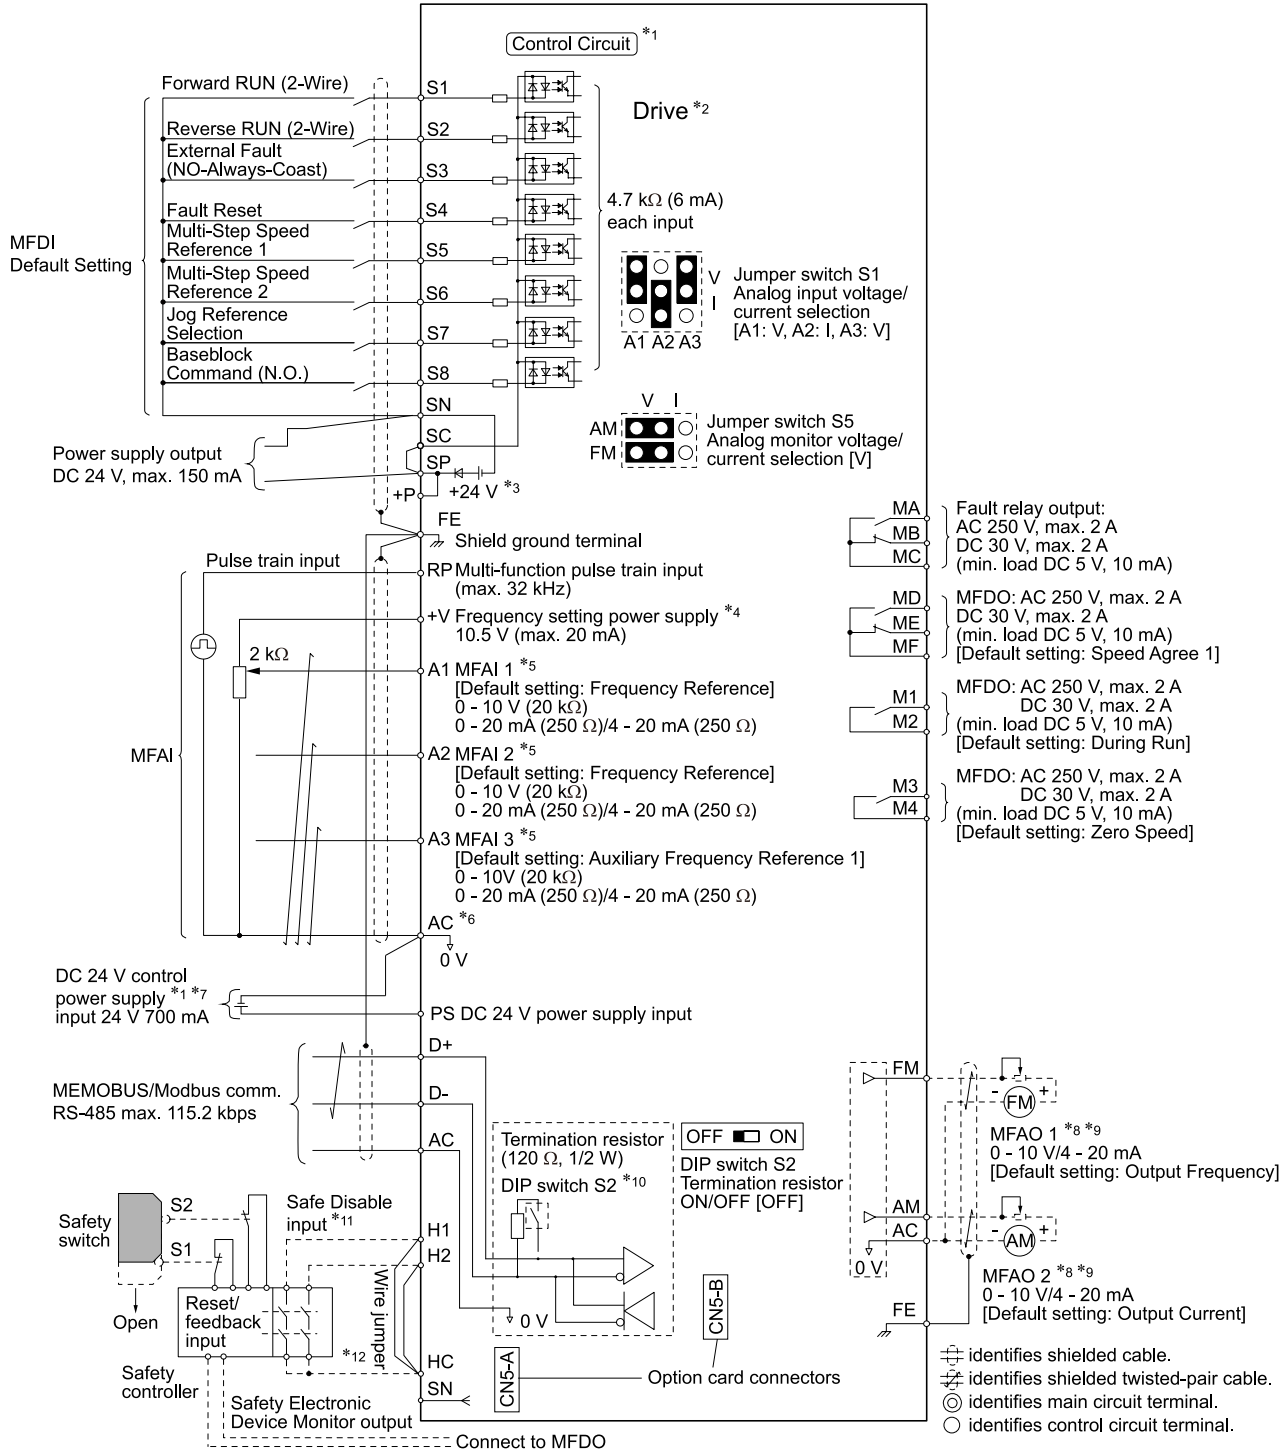 Control Circuit *1
Drive *2
Forward RUN (2-Wire)
S1
Reverse RUN (2-Wire)
S2
External Fault
(NO-Always-Coast)
S3
Fault Reset
S4
Multi-Step Speed
Reference 1
S5
Multi-Step Speed
Reference 2
S6
Jog Reference
Selection
S7
Baseblock
Command (N.O.)
S8
MFDI
Default Setting
4.7 kΩ (6 mA)
each input
V
I
A1 A2 A3
Jumper switch S1
Analog input voltage/
current selection
[A1: V, A2: I, A3: V]
V I
AM
FM
Jumper switch S5
Analog monitor voltage/
current selection [V]
SN
SC
SP
+P
+24 V *3
Power supply output
DC 24 V, max. 150 mA
FE
Shield ground terminal
Pulse train input
RP Multi-function pulse train input
(max. 32 kHz)
+V Frequency setting power supply *4
10.5 V (max. 20 mA)
2 kΩ
A1 MFAI 1 *5
[Default setting: Frequency Reference]
0 - 10 V (20 kΩ)
0 - 20 mA (250 Ω)/4 - 20 mA (250 Ω)
MFAI
A2 MFAI 2 *5
[Default setting: Frequency Reference]
0 - 10 V (20 kΩ)
0 - 20 mA (250 Ω)/4 - 20 mA (250 Ω)
A3 MFAI 3 *5
[Default setting: Auxiliary Frequency Reference 1]
0 - 10V (20 kΩ)
0 - 20 mA (250 Ω)/4 - 20 mA (250 Ω)
AC *6
0 V
DC 24 V control
power supply *1 *7
input 24 V 700 mA
PS DC 24 V power supply input
MA
MB
MC
Fault relay output:
AC 250 V, max. 2 A
DC 30 V, max. 2 A
(min. load DC 5 V, 10 mA)
MD
ME
MF
MFDO: AC 250 V, max. 2 A
DC 30 V, max. 2 A
(min. load DC 5 V, 10 mA)
[Default setting: Speed Agree 1]
M1
M2
MFDO: AC 250 V, max. 2 A
DC 30 V, max. 2 A
(min. load DC 5 V, 10 mA)
[Default setting: During Run]
M3
M4
MFDO: AC 250 V, max. 2 A
DC 30 V, max. 2 A
(min. load DC 5 V, 10 mA)
[Default setting: Zero Speed]
D+
D-
AC
MEMOBUS/Modbus comm.
RS-485 max. 115.2 kbps
Termination resistor
(120 Ω, 1/2 W)
DIP switch S2 *10
0 V
OFF ON
DIP switch S2
Termination resistor
ON/OFF [OFF]
FM
- +
FM
MFAO 1 *8 *9
0 - 10 V/4 - 20 mA
[Default setting: Output Frequency]
AM
AC
0 V
- +
AM
MFAO 2 *8 *9
0 - 10 V/4 - 20 mA
[Default setting: Output Current]
FE
Safety
switch
S2
S1
Open
Safe Disable
input *11
H1
H2
Wire jumper
HC
SN
Reset/
feedback
input
*12
Safety
controller
Safety Electronic
Device Monitor output
Connect to MFDO
CN5-A
CN5-B
Option card connectors
identifies shielded cable.
identifies shielded twisted-pair cable.
identifies main circuit terminal.
identifies control circuit terminal.